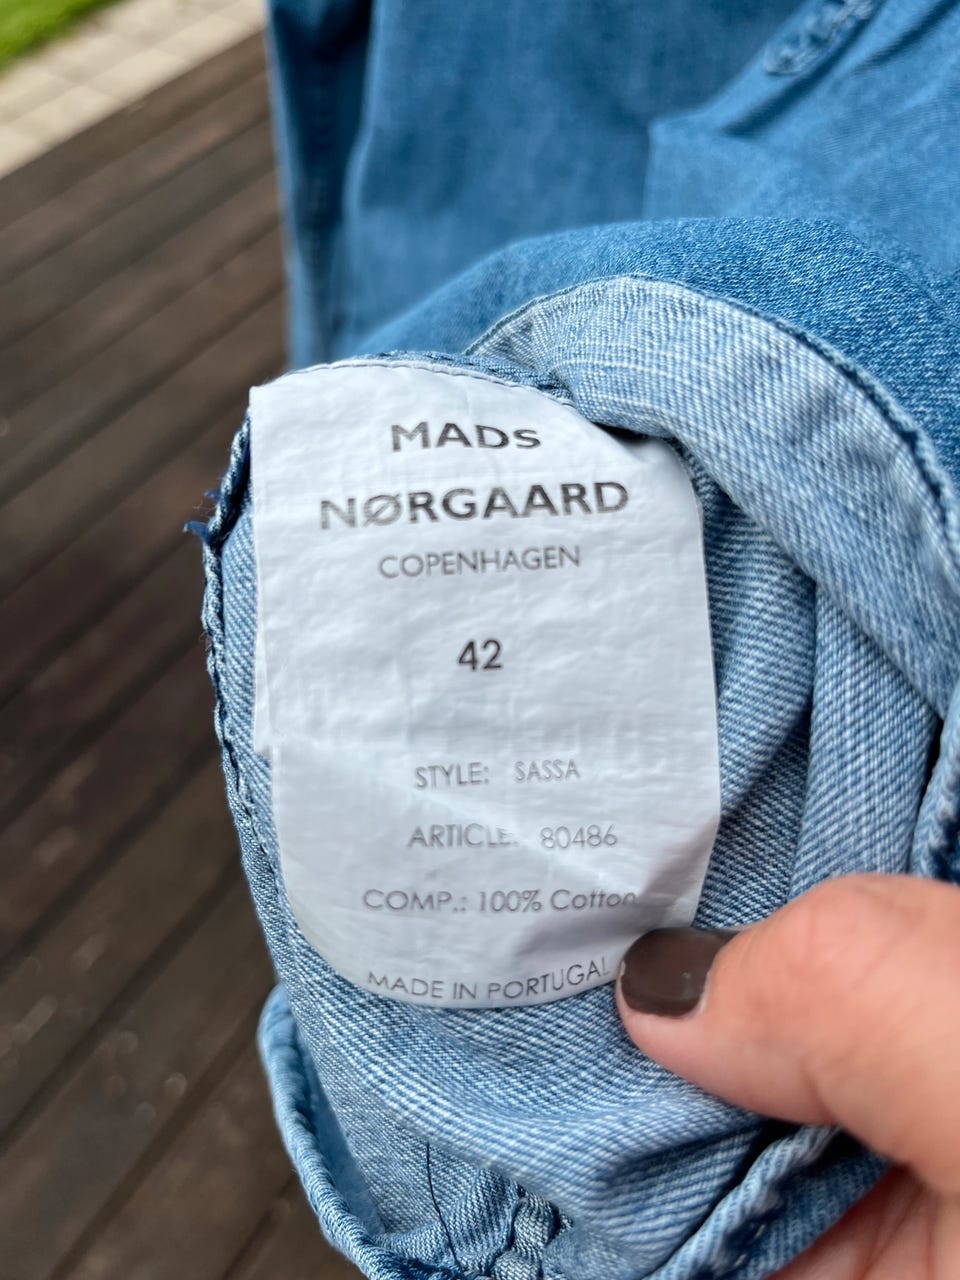 MADS
NØRGAARD
COPENHAGEN
42
STYLE: SASSA
ARTICLE: 80486
COMP.: 100% Cotton
MADE IN PORTUGAL